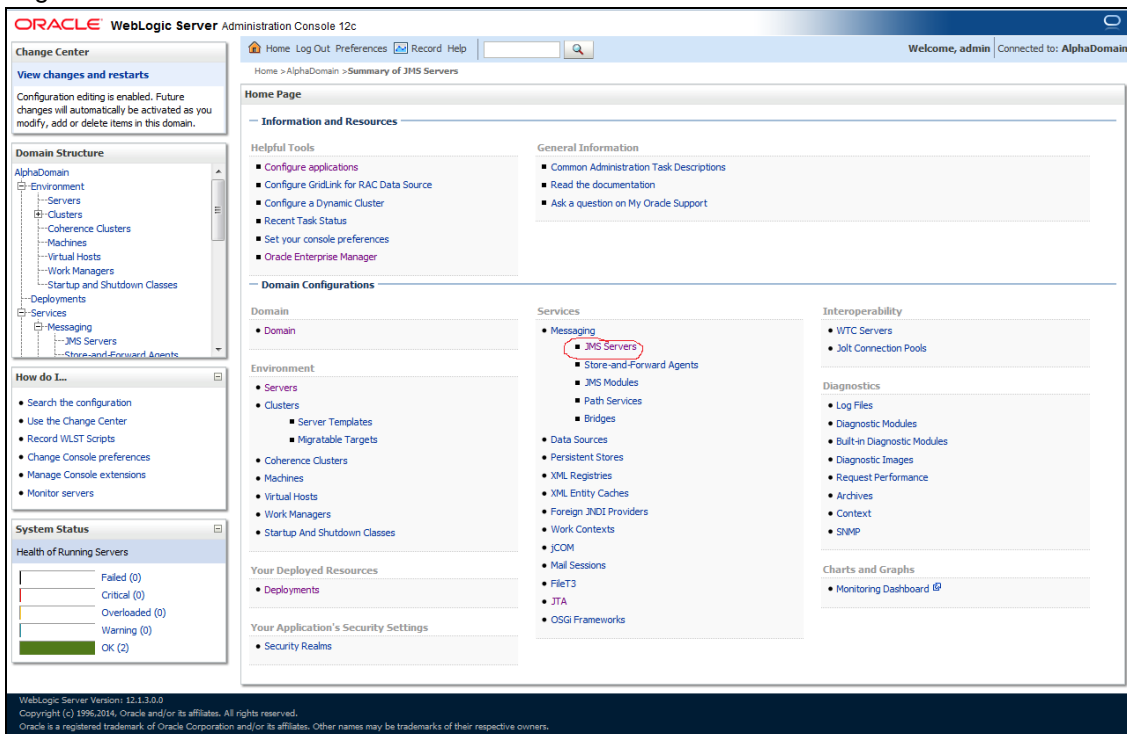 ORACLE WebLogic Server Administration Console 12c
Change Center
View changes and restarts
Configuration editing is enabled. Future
changes will automatically be activated as you
modify, add or delete items in this domain.
Domain Structure
AlphaDomain
Environment
Servers
Clusters
Coherence Clusters
Machines
Virtual Hosts
Work Managers
Startup and Shutdown Classes
Deployments
Services
Messaging
JMS Servers
Store-and-Forward Agents
How do I...
Search the configuration
Use the Change Center
Record WLST Scripts
Change Console preferences
Manage Console extensions
Monitor servers
System Status
Health of Running Servers
Failed (0)
Critical (0)
Overloaded (0)
Warning (0)
OK (2)
Home Log Out Preferences Record Help
Welcome, admin Connected to: AlphaDomain
Home >AlphaDomain >Summary of JMS Servers
Home Page
Information and Resources
Helpful Tools
Configure applications
Configure GridLink for RAC Data Source
Configure a Dynamic Cluster
Recent Task Status
Set your console preferences
Oracle Enterprise Manager
General Information
Common Administration Task Descriptions
Read the documentation
Ask a question on My Oracle Support
Domain Configurations
Domain
Domain
Environment
Servers
Clusters
Server Templates
Migratable Targets
Coherence Clusters
Machines
Virtual Hosts
Work Managers
Startup And Shutdown Classes
Your Deployed Resources
Deployments
Your Application's Security Settings
Security Realms
Services
Messaging
JMS Servers
Store-and-Forward Agents
JMS Modules
Path Services
Bridges
Data Sources
Persistent Stores
XML Registries
XML Entity Caches
Foreign JNDI Providers
Work Contexts
jCOM
Mail Sessions
FileT3
JTA
OSGi Frameworks
Interoperability
WTC Servers
Jolt Connection Pools
Diagnostics
Log Files
Diagnostic Modules
Built-in Diagnostic Modules
Diagnostic Images
Request Performance
Archives
Context
SNMP
Charts and Graphs
Monitoring Dashboard
WebLogic Server Version: 12.1.3.0.0
Copyright (c) 1996,2014, Oracle and/or its affiliates. All rights reserved.
Oracle is a registered trademark of Oracle Corporation and/or its affiliates. Other names may be trademarks of their respective owners.